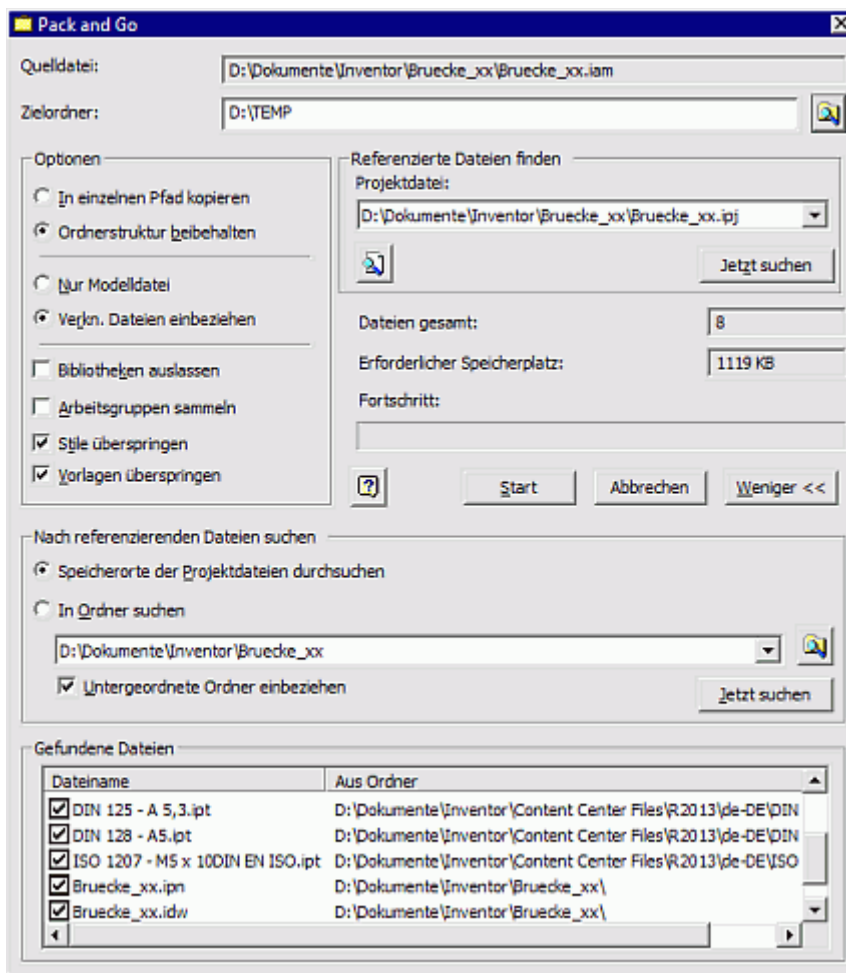 Pack and Go
Quelldatei: D:\Dokumente\Inventor\Bruecke_xx\Bruecke_xx.iam
Zielordner: D:\TEMP
Optionen
In einzelnen Pfad kopieren
Ordnerstruktur beibehalten
Nur Modelldatei
Verkn. Dateien einbeziehen
Bibliotheken auslassen
Arbeitsgruppen sammeln
Stile überspringen
Vorlagen überspringen
Referenzierte Dateien finden
Projektdatei:
D:\Dokumente\Inventor\Bruecke_xx\Bruecke_xx.ipj
Jetzt suchen
Dateien gesamt: 8
Erforderlicher Speicherplatz: 1119 KB
Fortschritt:
Start Abbrechen Weniger <<
Nach referenzierenden Dateien suchen
Speicherorte der Projektdateien durchsuchen
In Ordner suchen
D:\Dokumente\Inventor\Bruecke_xx
Untergeordnete Ordner einbeziehen
Jetzt suchen
Gefundene Dateien
Dateiname Aus Ordner
DIN 125 - A 5,3.ipt D:\Dokumente\Inventor\Content Center Files\R2013\de-DE\DIN
DIN 128 - A5.ipt D:\Dokumente\Inventor\Content Center Files\R2013\de-DE\DIN
ISO 1207 - M5 x 10DIN EN ISO.ipt D:\Dokumente\Inventor\Content Center Files\R2013\de-DE\ISO
Bruecke_xx.ipn D:\Dokumente\Inventor\Bruecke_xx\
Bruecke_xx.idw D:\Dokumente\Inventor\Bruecke_xx\